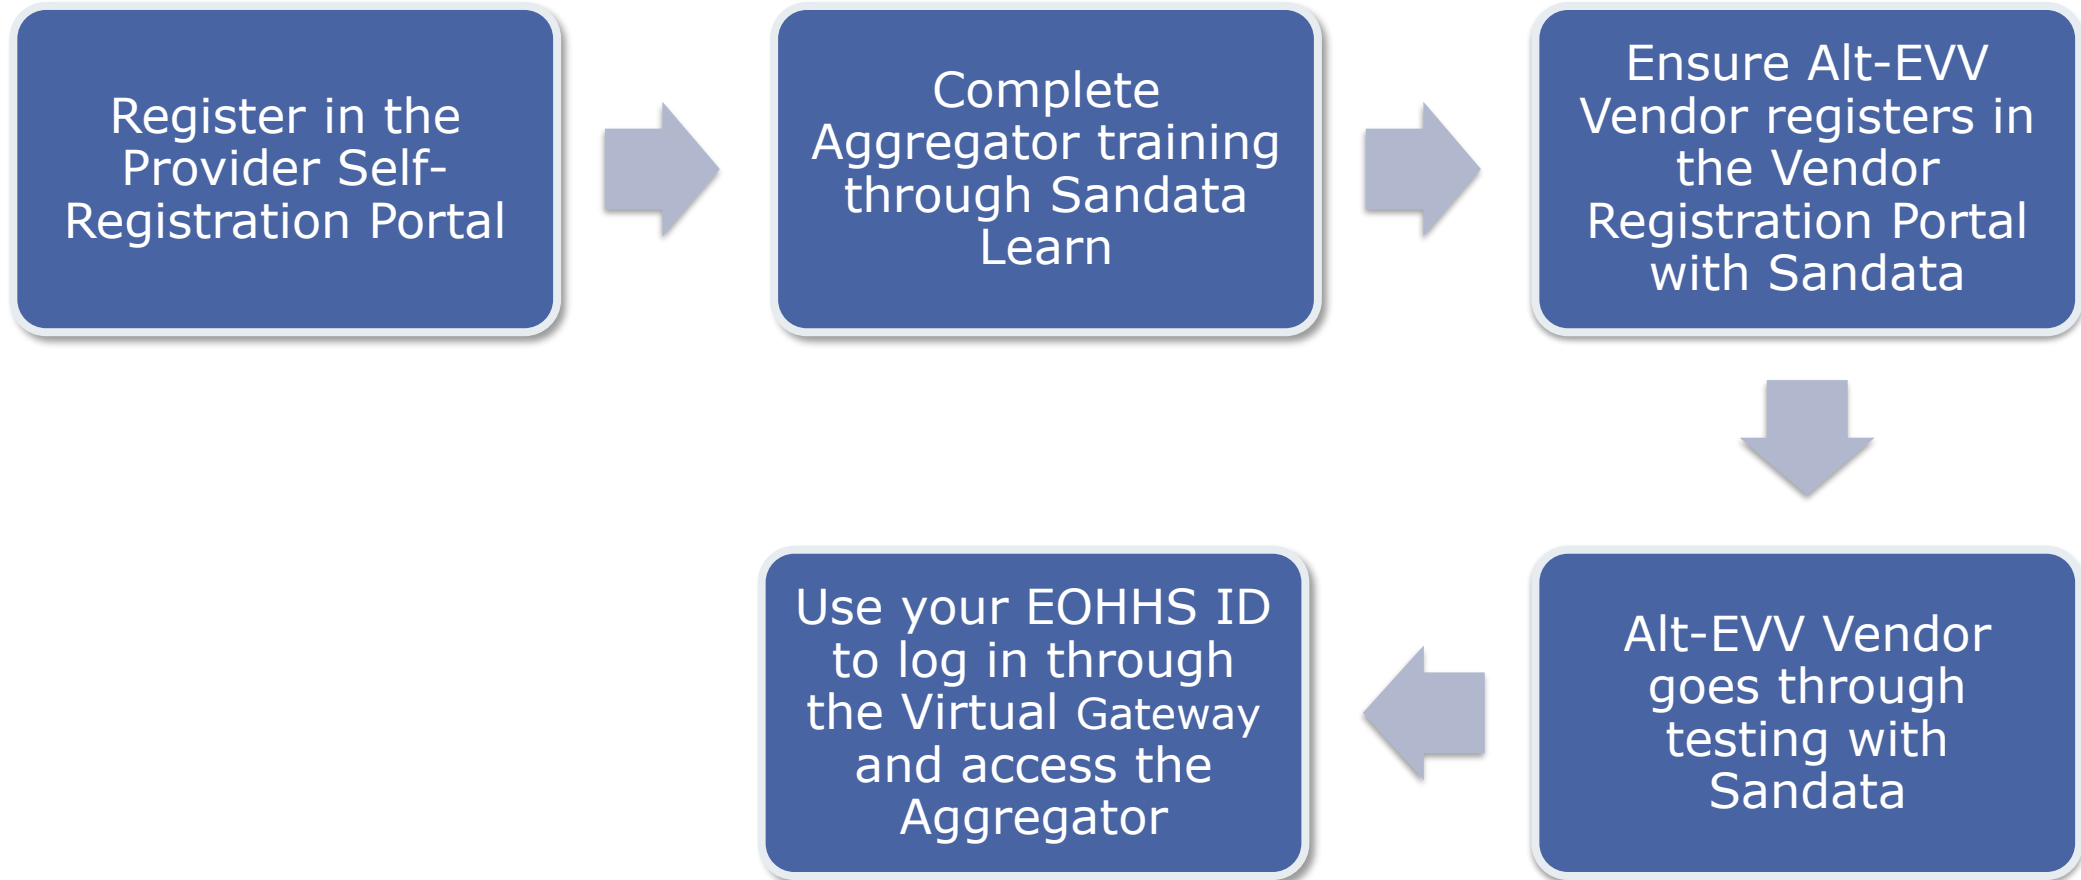 Register in the
Provider Self-
Registration Portal
Complete
Aggregator training
through Sandata
Learn
Ensure Alt-EVV
Vendor registers in
the Vendor
Registration Portal
with Sandata
Alt-EVV Vendor
goes through
testing with
Sandata
Use your EOHHS ID
to log in through
the Virtual Gateway
and access the
Aggregator